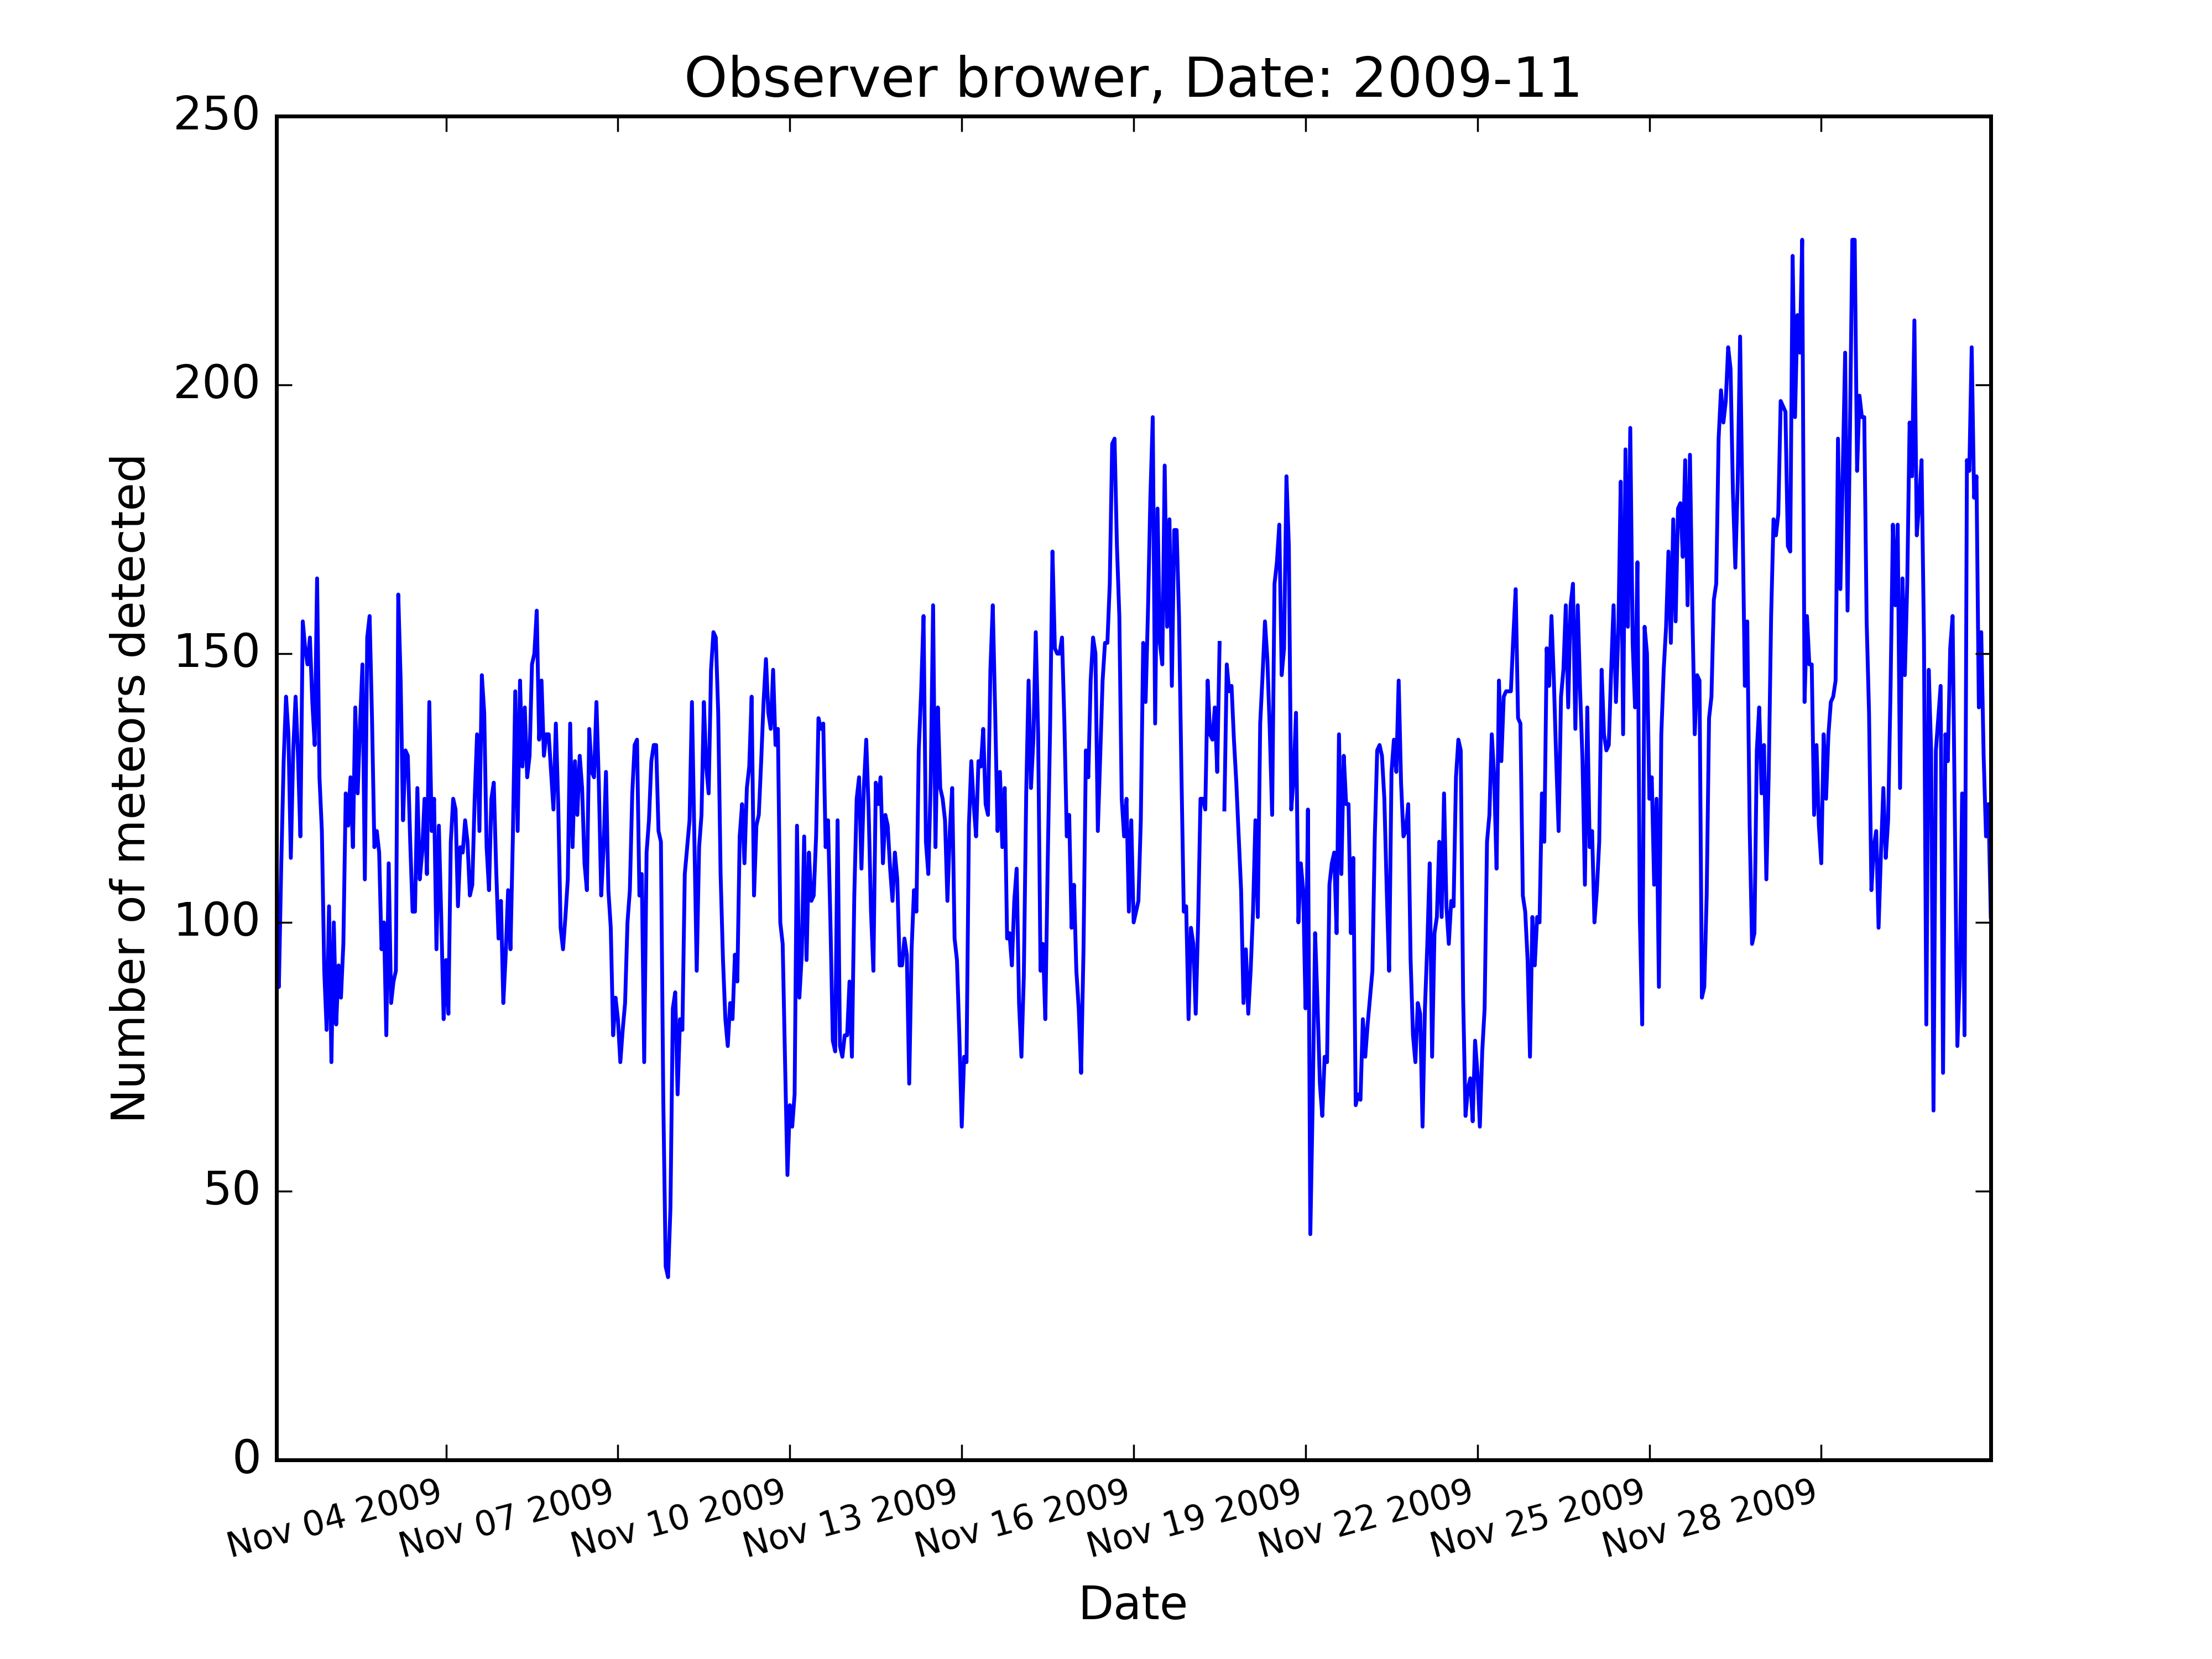 Observer brower, Date: 2009-11
250
200
150
100
50
0
Number of meteors detected
Nov 04 2009
Nov 07 2009
Nov 10 2009
Nov 13 2009
Nov 16 2009
Nov 19 2009
Nov 22 2009
Nov 25 2009
Nov 28 2009
Date